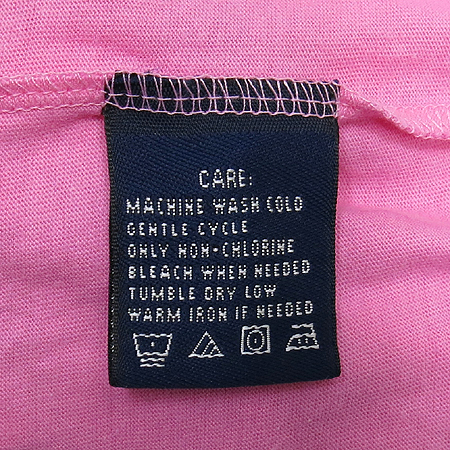 CARE:
MACHINE WASH COLD
GENTLE CYCLE
ONLY NON-CHLORINE
BLEACH WHEN NEEDED
TUMBLE DRY LOW
WARM IRON IF NEEDED